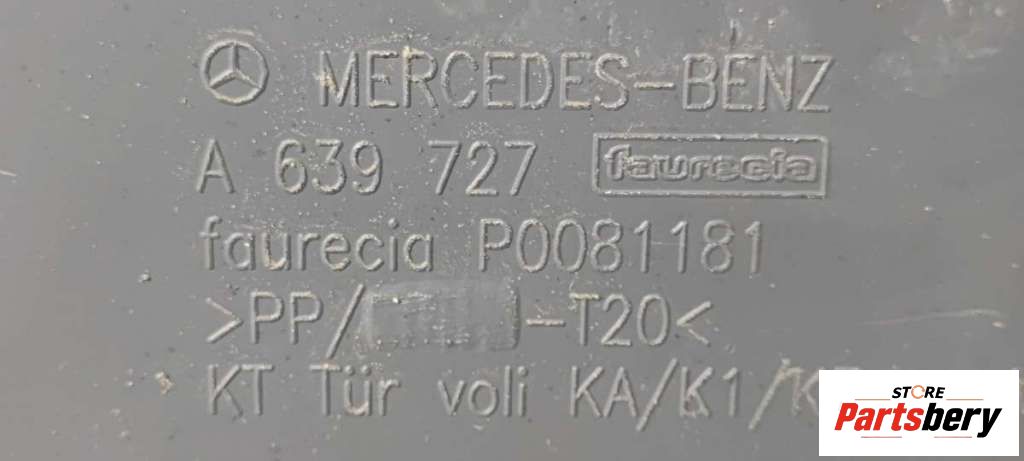 MERCEDES-BENZ
A 639 727 faurecia
faurecia P0081181
>PP/ -T20<
KT Tür voli KA/K1/
STORE
Partsbery